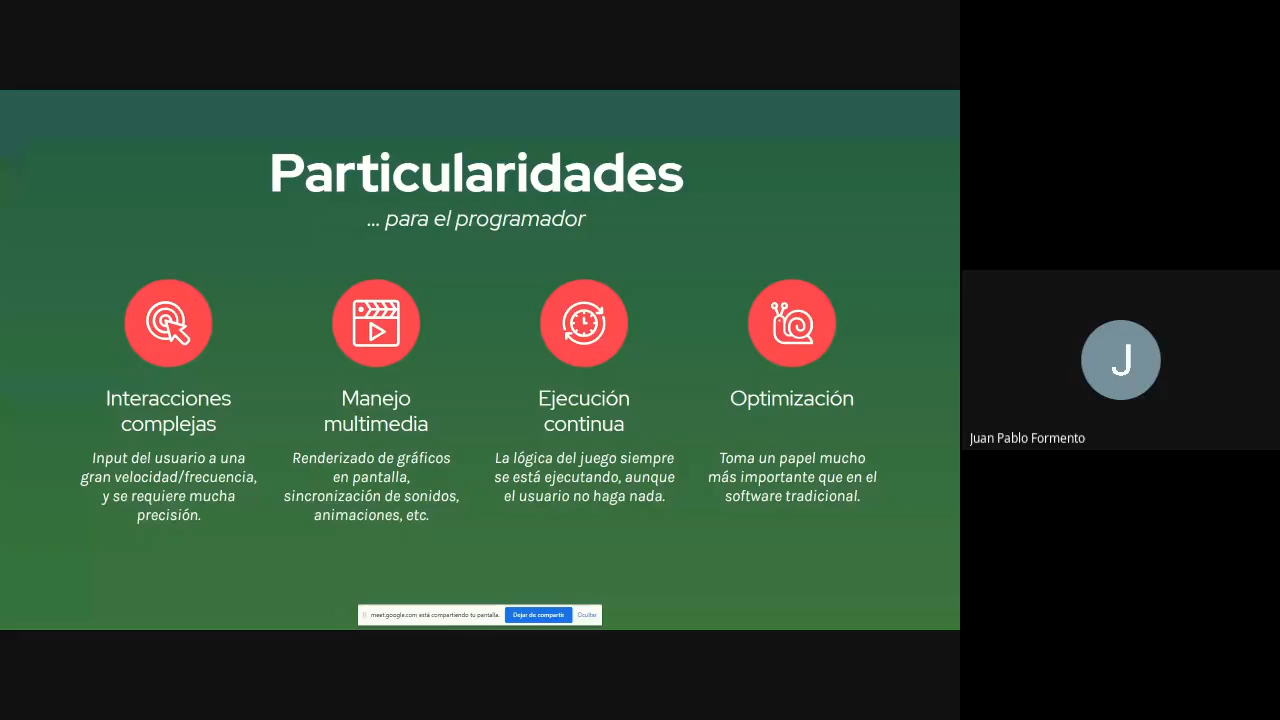 Particularidades
... para el programador
Interacciones
complejas
Input del usuario a una
gran velocidad/frecuencia,
y se requiere mucha
precisión.
Manejo
multimedia
Renderizado de gráficos
en pantalla,
sincronización de sonidos,
animaciones, etc.
Ejecución
continua
La lógica del juego siempre
se está ejecutando, aunque
el usuario no haga nada.
Optimización
Toma un papel mucho
más importante que en el
software tradicional.
meet.google.com está compartiendo tu pantalla.
Dejar de compartir
Ocultar
J
Juan Pablo Formento